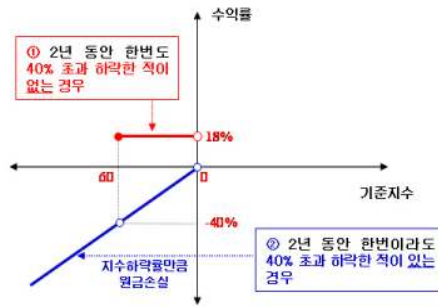 수익률
① 2년 동안 한번도
40% 초과 하락한 적이
없는 경우
18%
60
0
기준지수
-40%
② 2년 동안 한번이라도
40% 초과 하락한 적이 있는
경우
지수하락률만큼
원금손실